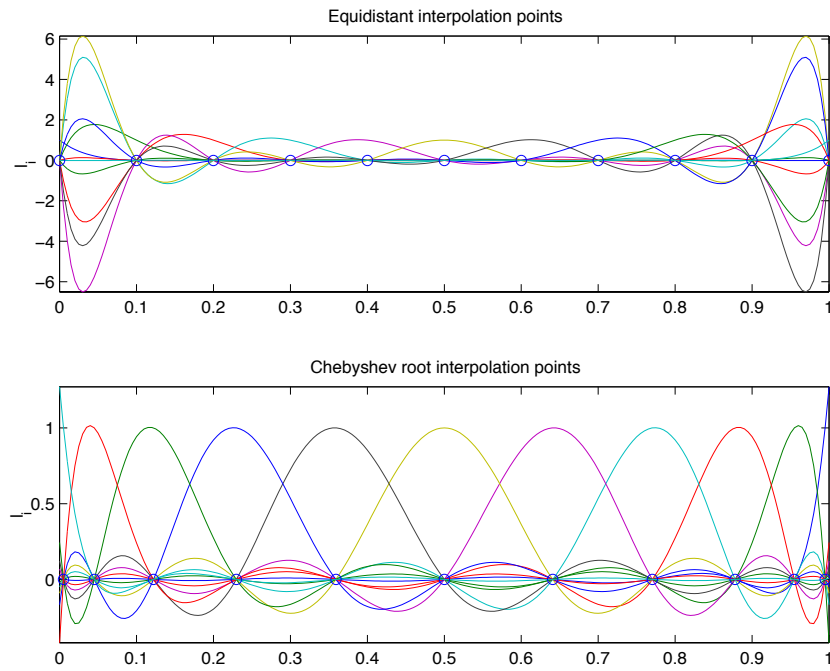 Equidistant interpolation points
6
4
2
0
−2
−4
−6
l_i
0 0.1 0.2 0.3 0.4 0.5 0.6 0.7 0.8 0.9 1
Chebyshev root interpolation points
1
0.5
0
l_i
0 0.1 0.2 0.3 0.4 0.5 0.6 0.7 0.8 0.9 1